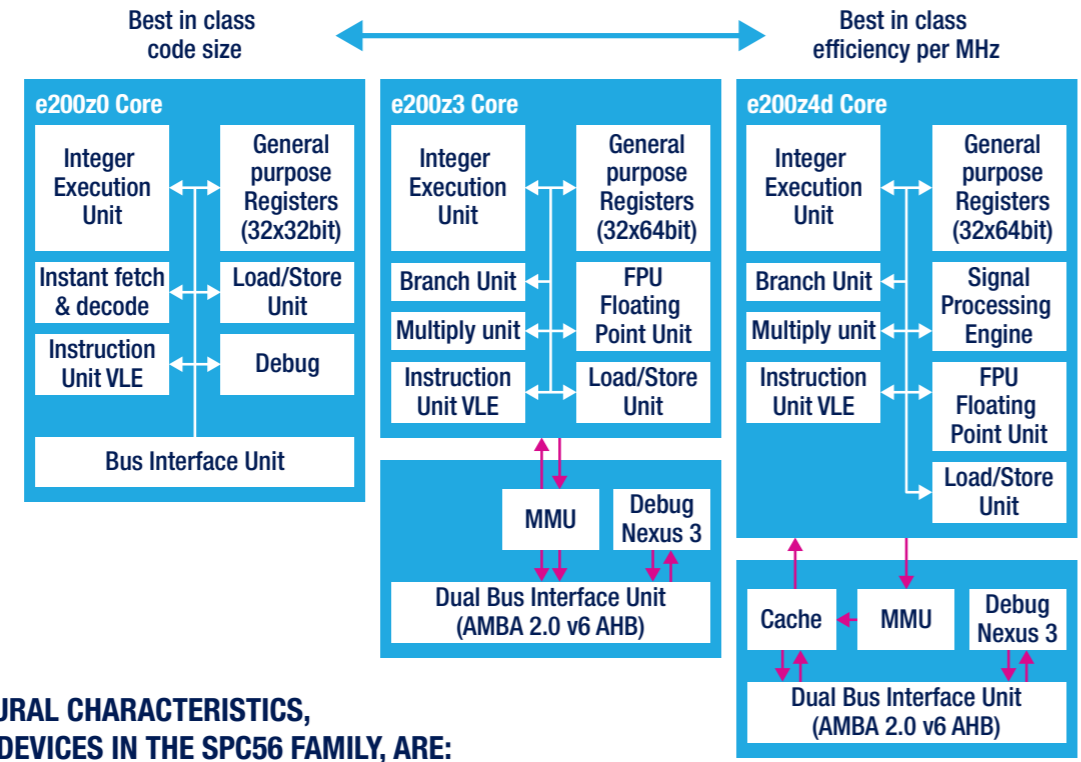 Best in class
code size
Best in class
efficiency per MHz
e200z0 Core
Integer
Execution
Unit
General
purpose
Registers
(32x32bit)
Instant fetch
& decode
Load/Store
Unit
Instruction
Unit VLE
Debug
Bus Interface Unit
e200z3 Core
Integer
Execution
Unit
General
purpose
Registers
(32x64bit)
Branch Unit
Multiply unit
FPU
Floating
Point Unit
Instruction
Unit VLE
Load/Store
Unit
MMU
Debug
Nexus 3
Dual Bus Interface Unit
(AMBA 2.0 v6 AHB)
e200z4d Core
Integer
Execution
Unit
General
purpose
Registers
(32x64bit)
Branch Unit
Multiply unit
Signal
Processing
Engine
Instruction
Unit VLE
FPU
Floating
Point Unit
Load/Store
Unit
Cache
MMU
Debug
Nexus 3
Dual Bus Interface Unit
(AMBA 2.0 v6 AHB)
URAL CHARACTERISTICS,
DEVICES IN THE SPC56 FAMILY, ARE: